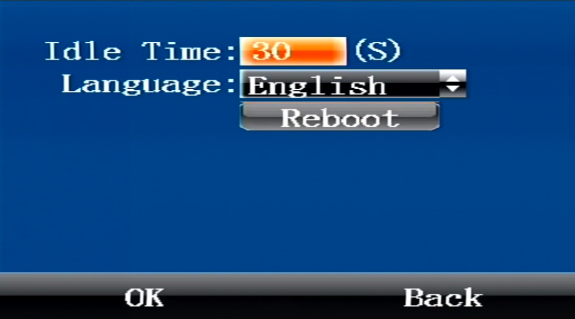 Idle Time: 30 (S)
Language: English
Reboot
OK Back